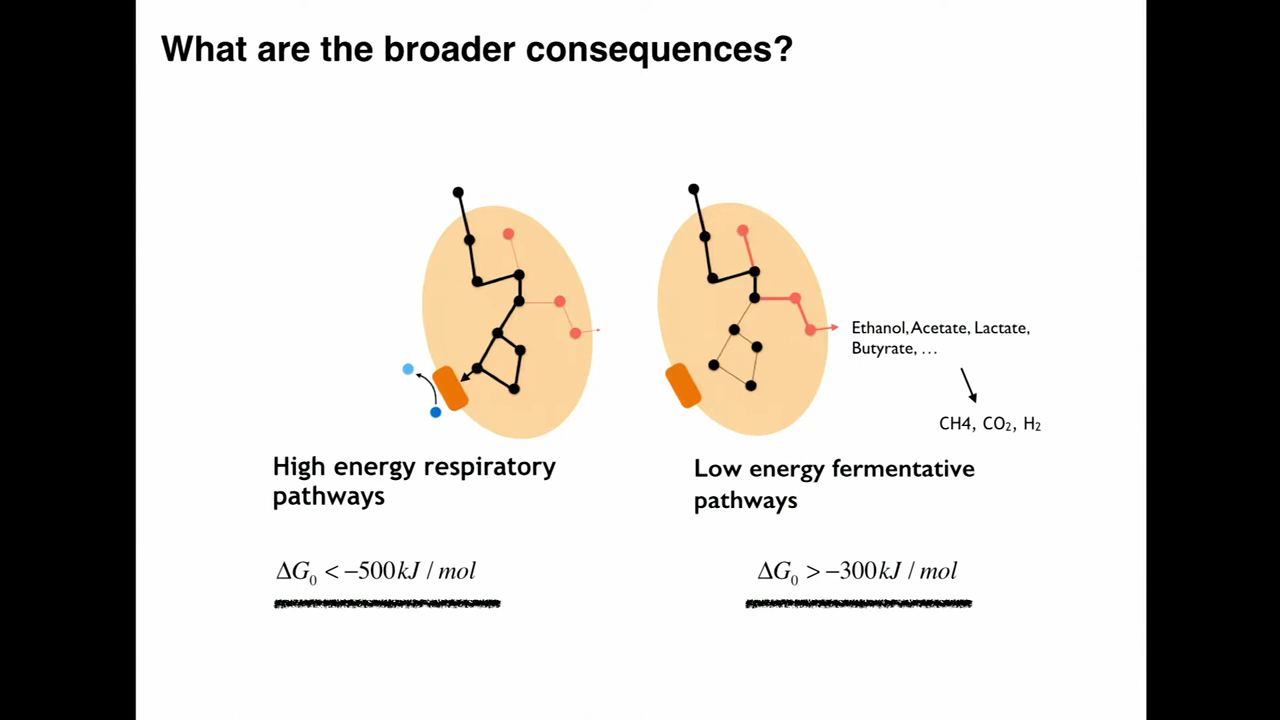 What are the broader consequences?
Ethanol, Acetate, Lactate,
Butyrate, …
CH4, CO₂, H₂
High energy respiratory
pathways
Low energy fermentative
pathways
ΔG₀ < −500kJ / mol
ΔG₀ > −300kJ / mol